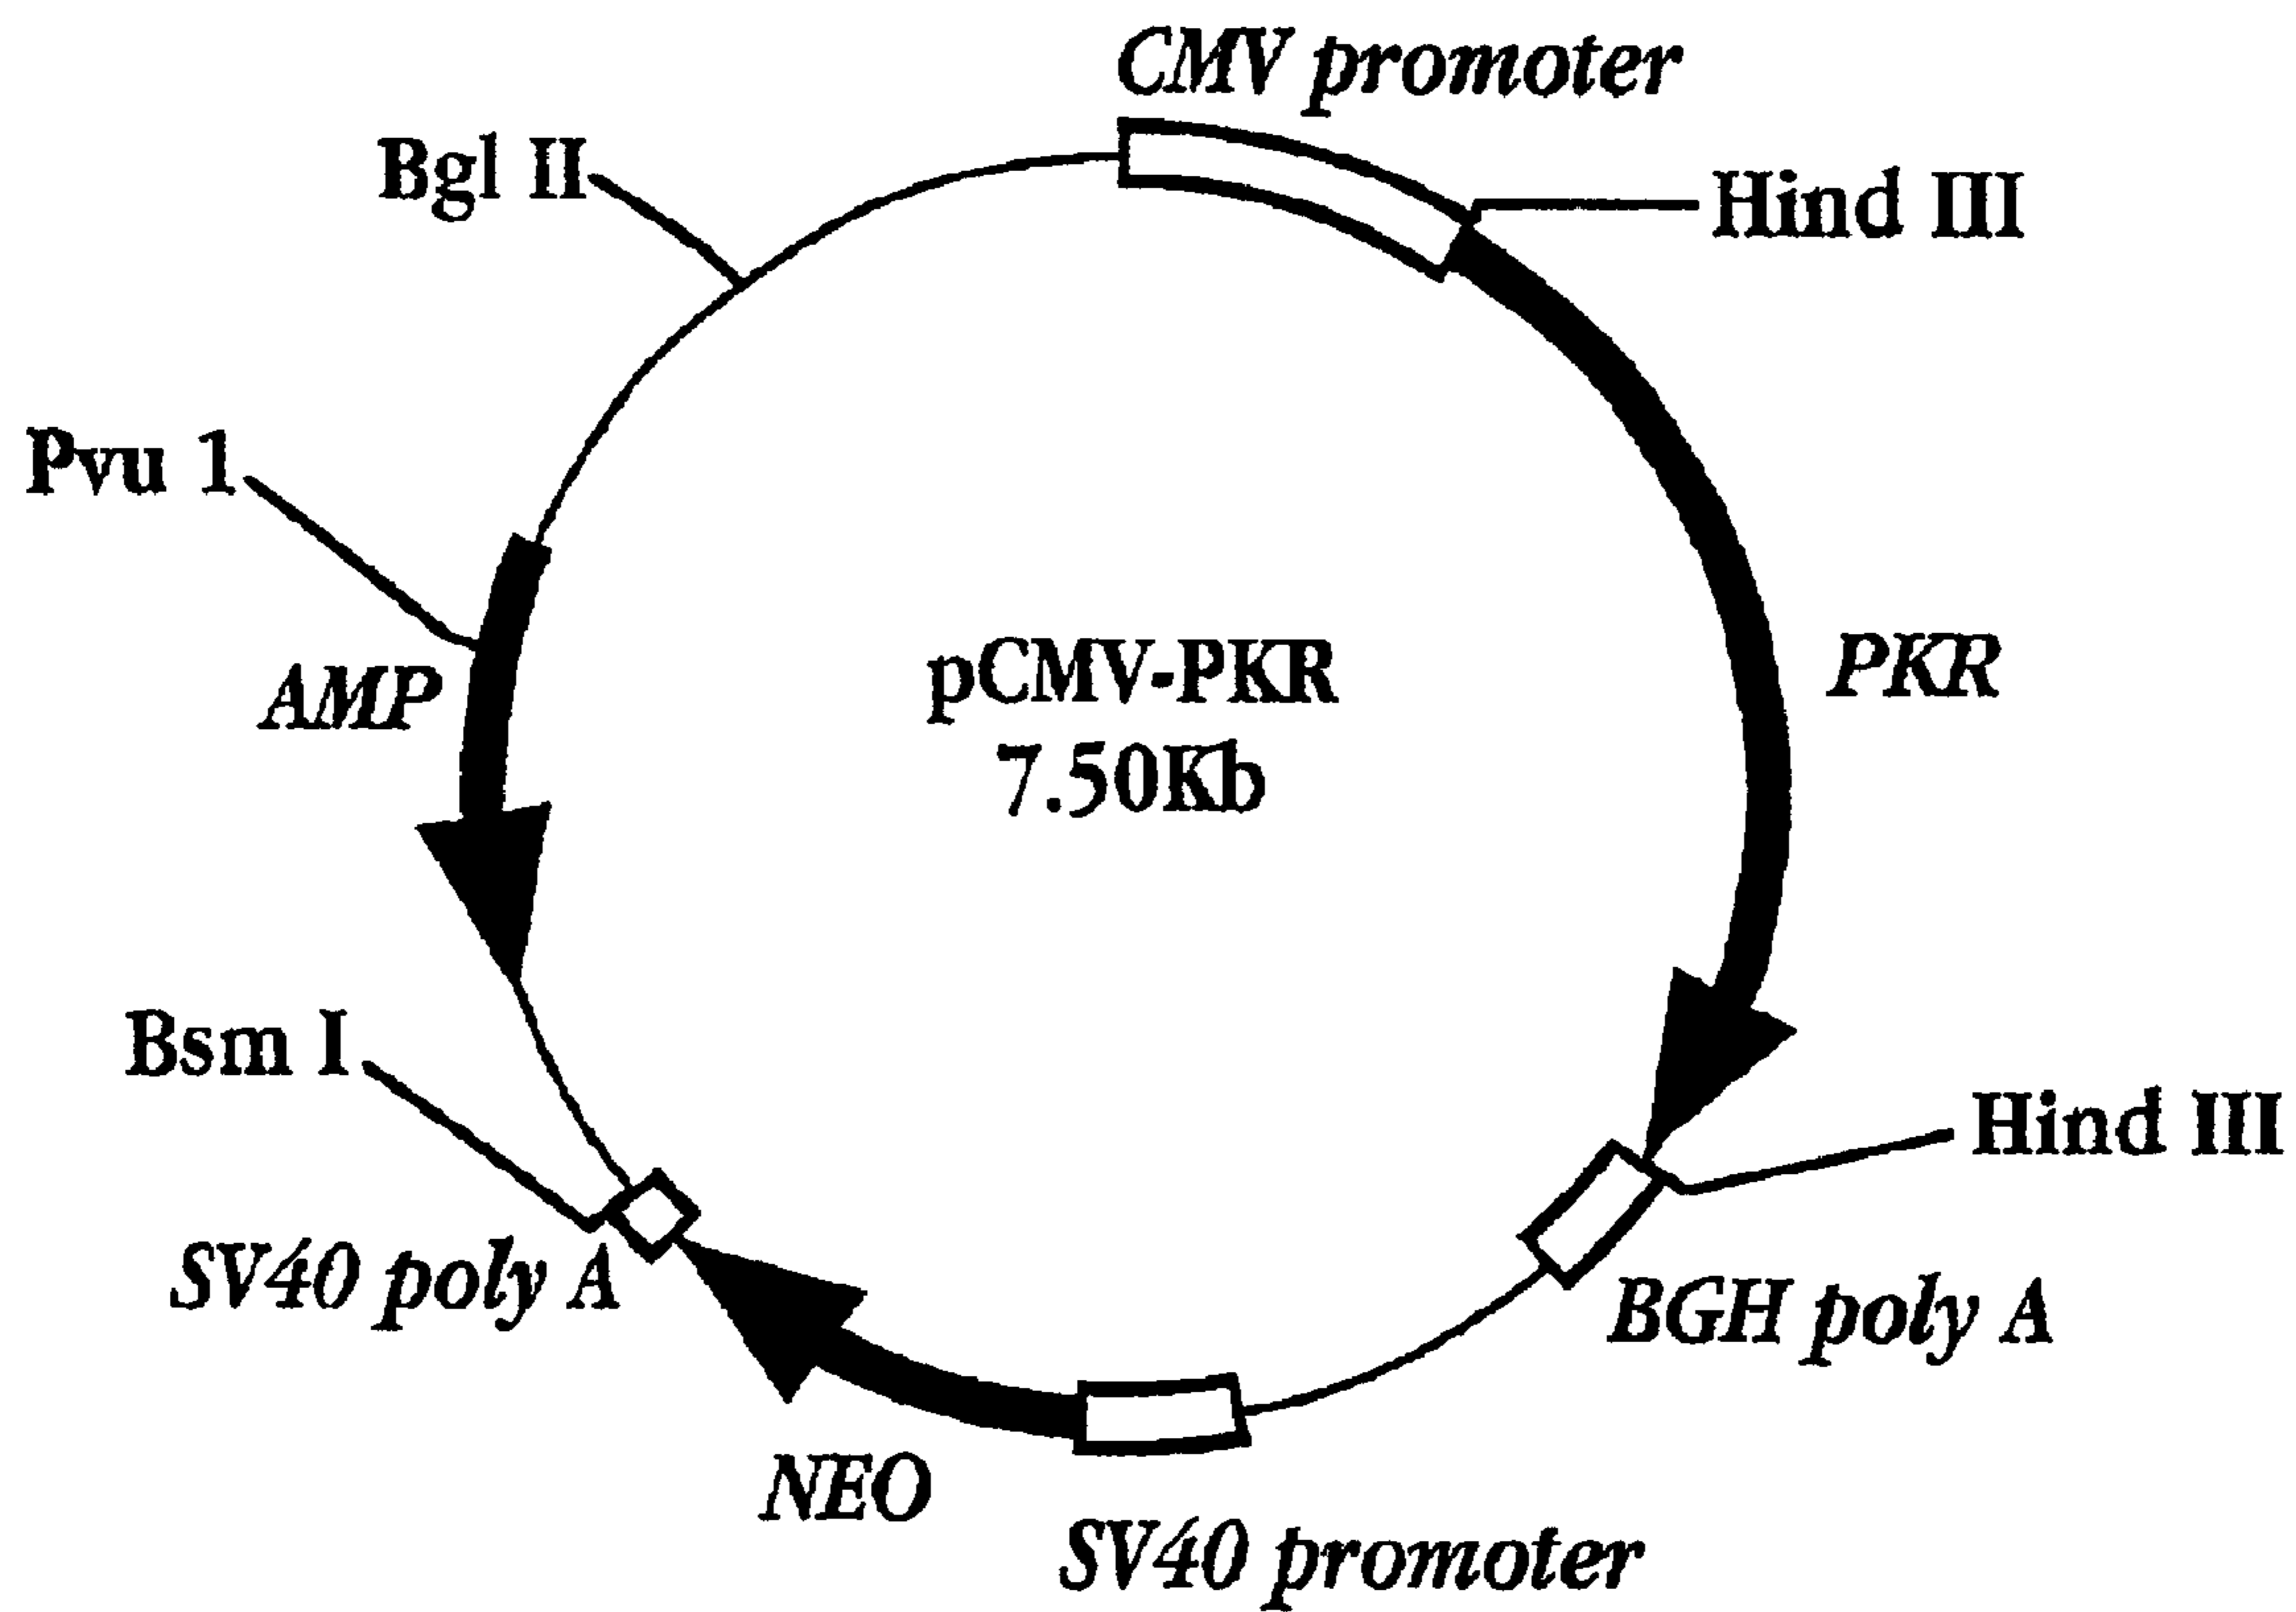 CMV promoter
Bgl II
Hind III
Pvu 1
AMP
pCMV-PKR
7.50Kb
PKR
Bsm I
Hind III
SV40 poly A
BGH poly A
NEO
SV40 promoter